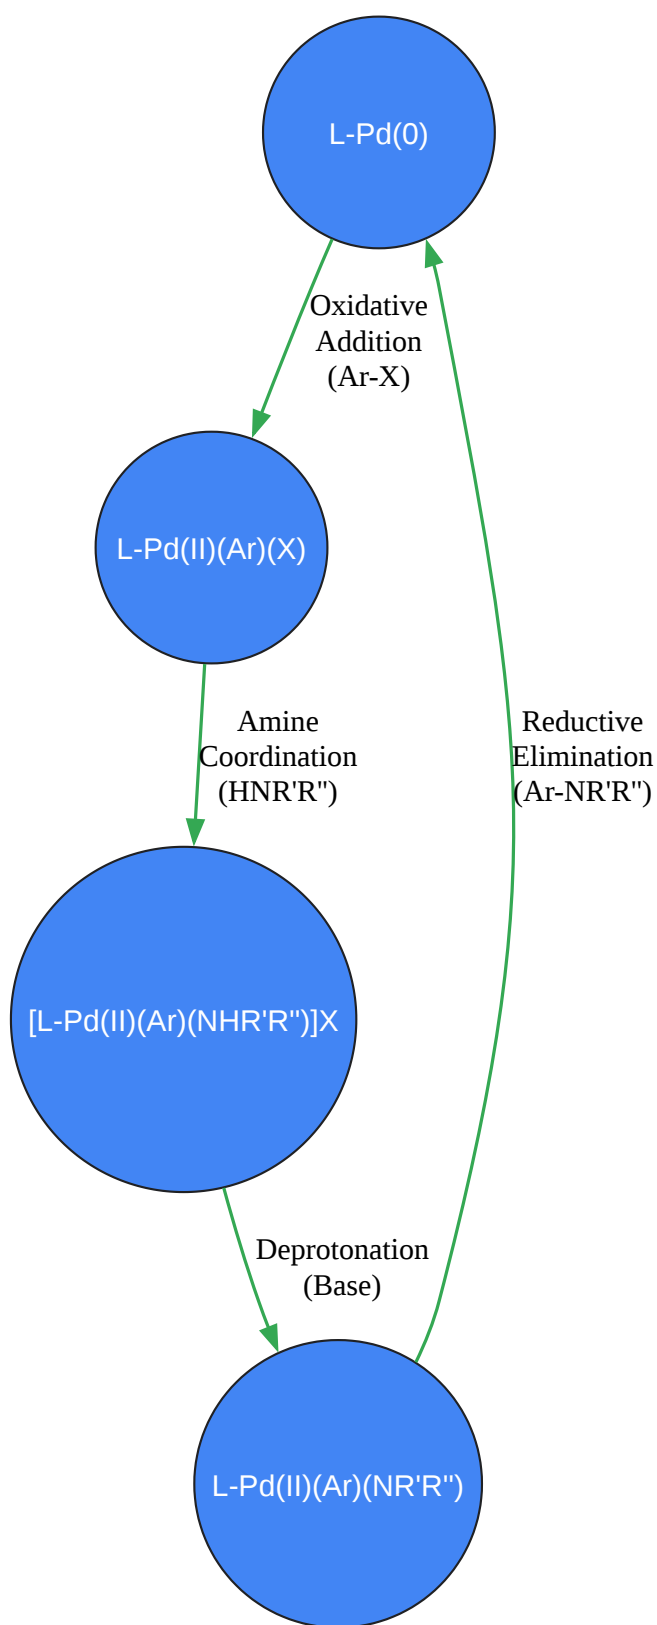 L-Pd(0)
Oxidative
Addition
(Ar-X)
L-Pd(II)(Ar)(X)
Amine
Coordination
(HNR'R")
Reductive
Elimination
(Ar-NR'R")
[L-Pd(II)(Ar)(NHR'R")]X
Deprotonation
(Base)
L-Pd(II)(Ar)(NR'R")